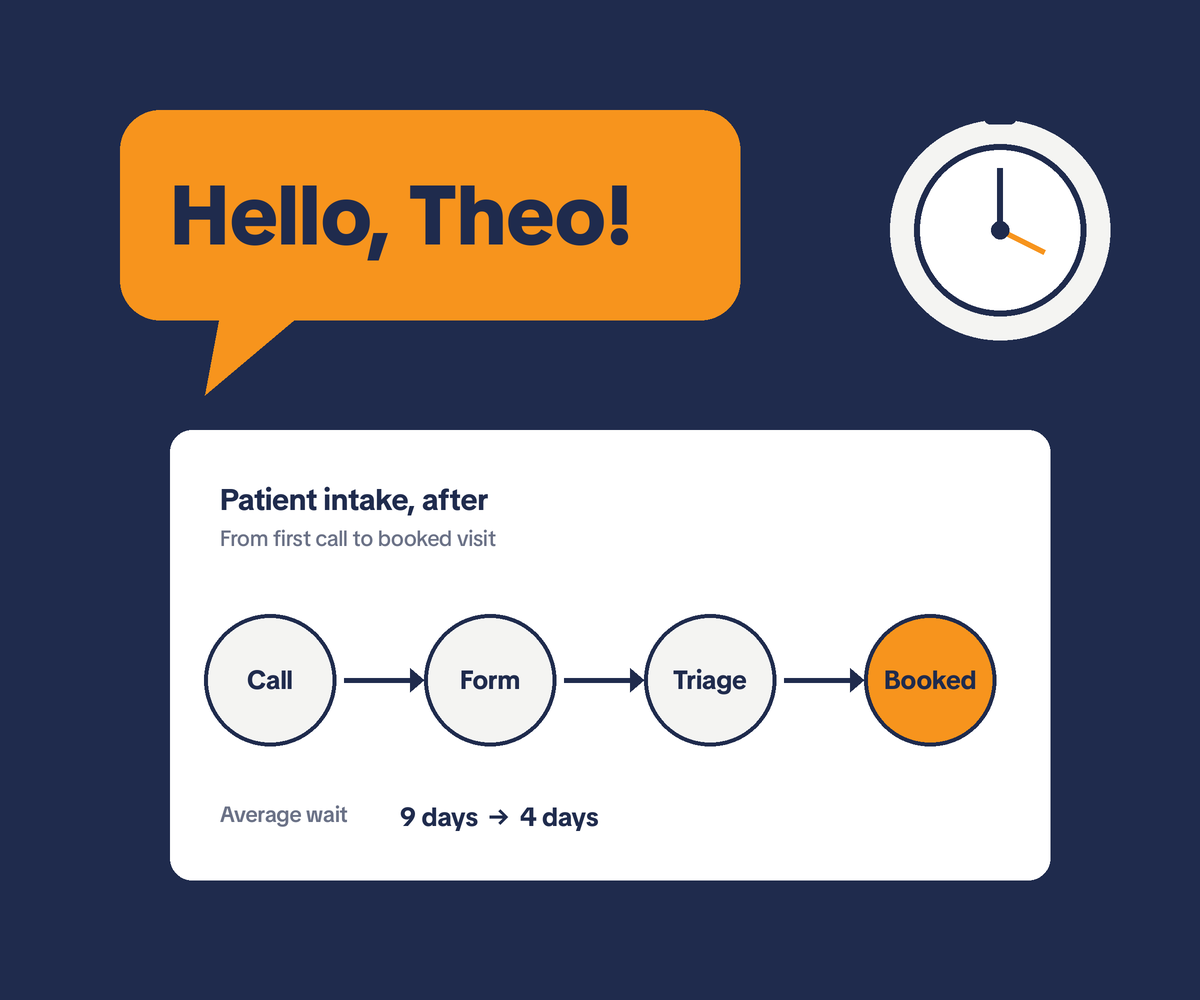 Hello, Theo!
Patient intake, after
From first call to booked visit
Call
Form
Triage
Booked
Average wait
9 days → 4 days